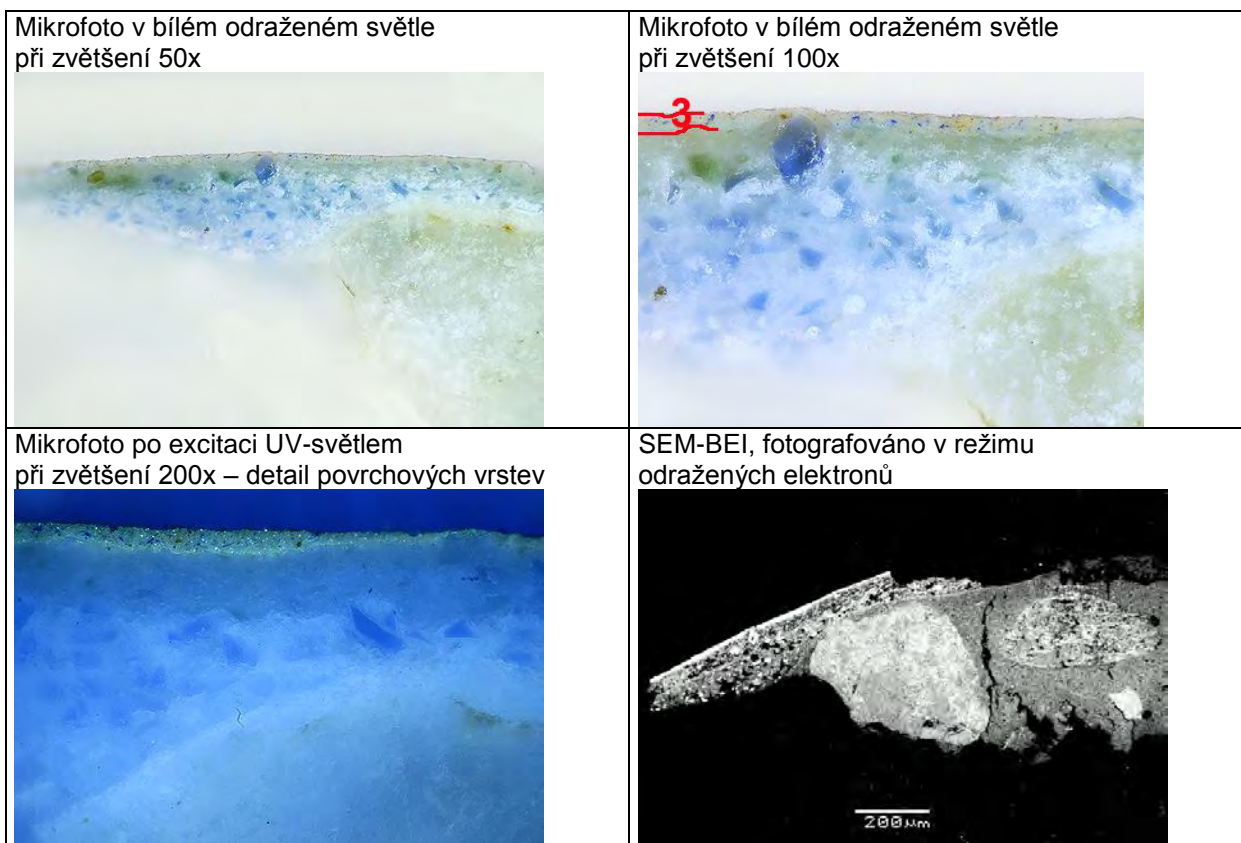 Mikrofoto v bílém odraženém světle
při zvětšení 50x
Mikrofoto v bílém odraženém světle
při zvětšení 100x
3
Mikrofoto po excitaci UV-světlem
při zvětšení 200x – detail povrchových vrstev
SEM-BEI, fotografováno v režimu
odražených elektronů
200µm